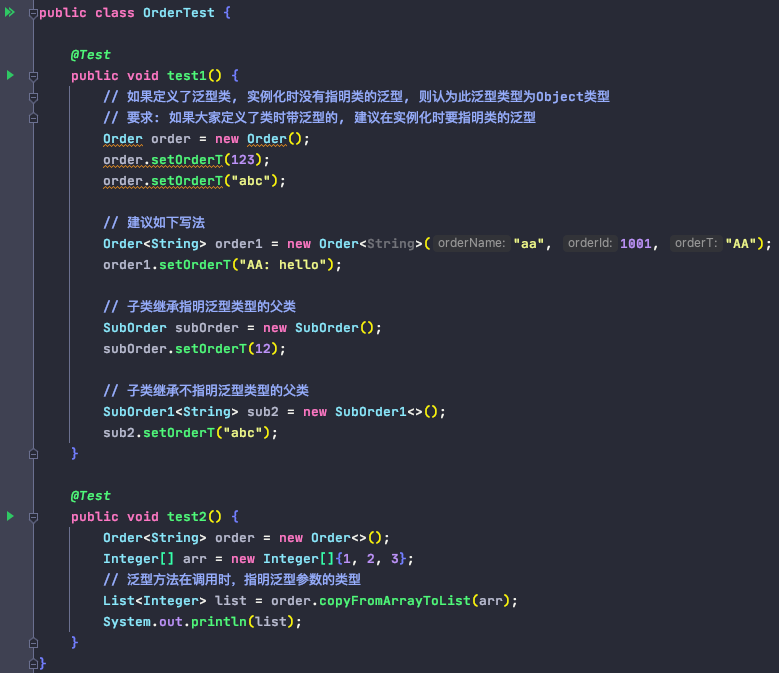 public class OrderTest {
@Test
public void test1() {
// 如果定义了泛型类, 实例化时没有指明类的泛型, 则认为此泛型类型为Object类型
// 要求: 如果大家定义了类时带泛型的, 建议在实例化时要指明类的泛型
Order order = new Order();
order.setOrderT(123);
order.setOrderT("abc");
// 建议如下写法
Order<String> order1 = new Order<String>( orderName: "aa", orderId: 1001, orderT: "AA");
order1.setOrderT("AA: hello");
// 子类继承指明泛型类型的父类
SubOrder subOrder = new SubOrder();
subOrder.setOrderT(12);
// 子类继承不指明泛型类型的父类
SubOrder1<String> sub2 = new SubOrder1<>();
sub2.setOrderT("abc");
}
@Test
public void test2() {
Order<String> order = new Order<>();
Integer[] arr = new Integer[]{1, 2, 3};
// 泛型方法在调用时，指明泛型参数的类型
List<Integer> list = order.copyFromArrayToList(arr);
System.out.println(list);
}
}